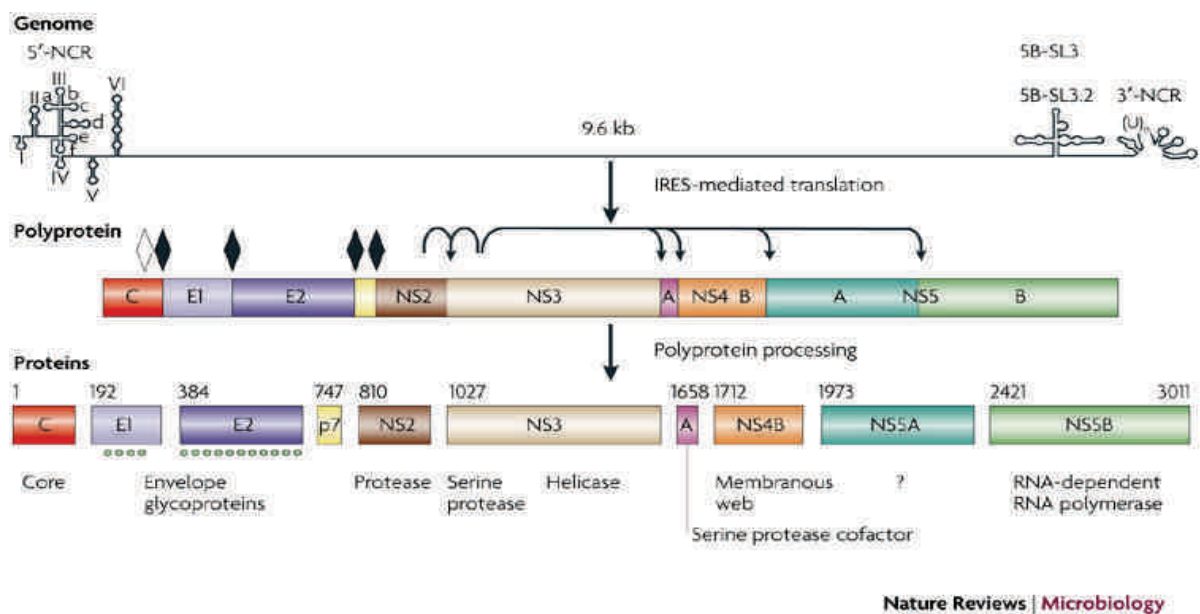 Genome
5′-NCR
5B-SL3
III
VI
b
II
a
c
5B-SL3.2
3′-NCR
d
9.6 kb
(U)n
e
I
f
IV
V
IRES-mediated translation
Polyprotein
C
E1
E2
NS2
NS3
A
NS4 B
A
NS5
B
Polyprotein processing
Proteins
1 192 384 747 810 1027 1658 1712 1973 2421 3011
C E1 E2 p7 NS2 NS3 A NS4B NS5A NS5B
Core
Envelope
glycoproteins
Protease
Serine
protease
Helicase
Membranous
web
?
RNA-dependent
RNA polymerase
Serine protease cofactor
Nature Reviews | Microbiology